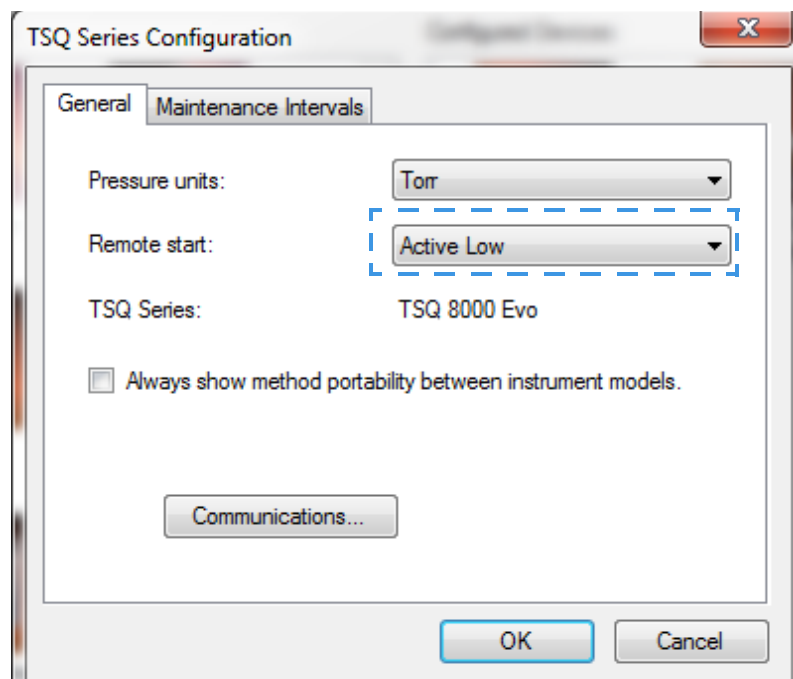 TSQ Series Configuration
General Maintenance Intervals
Pressure units: Torr
Remote start: Active Low
TSQ Series: TSQ 8000 Evo
Always show method portability between instrument models.
Communications...
OK Cancel